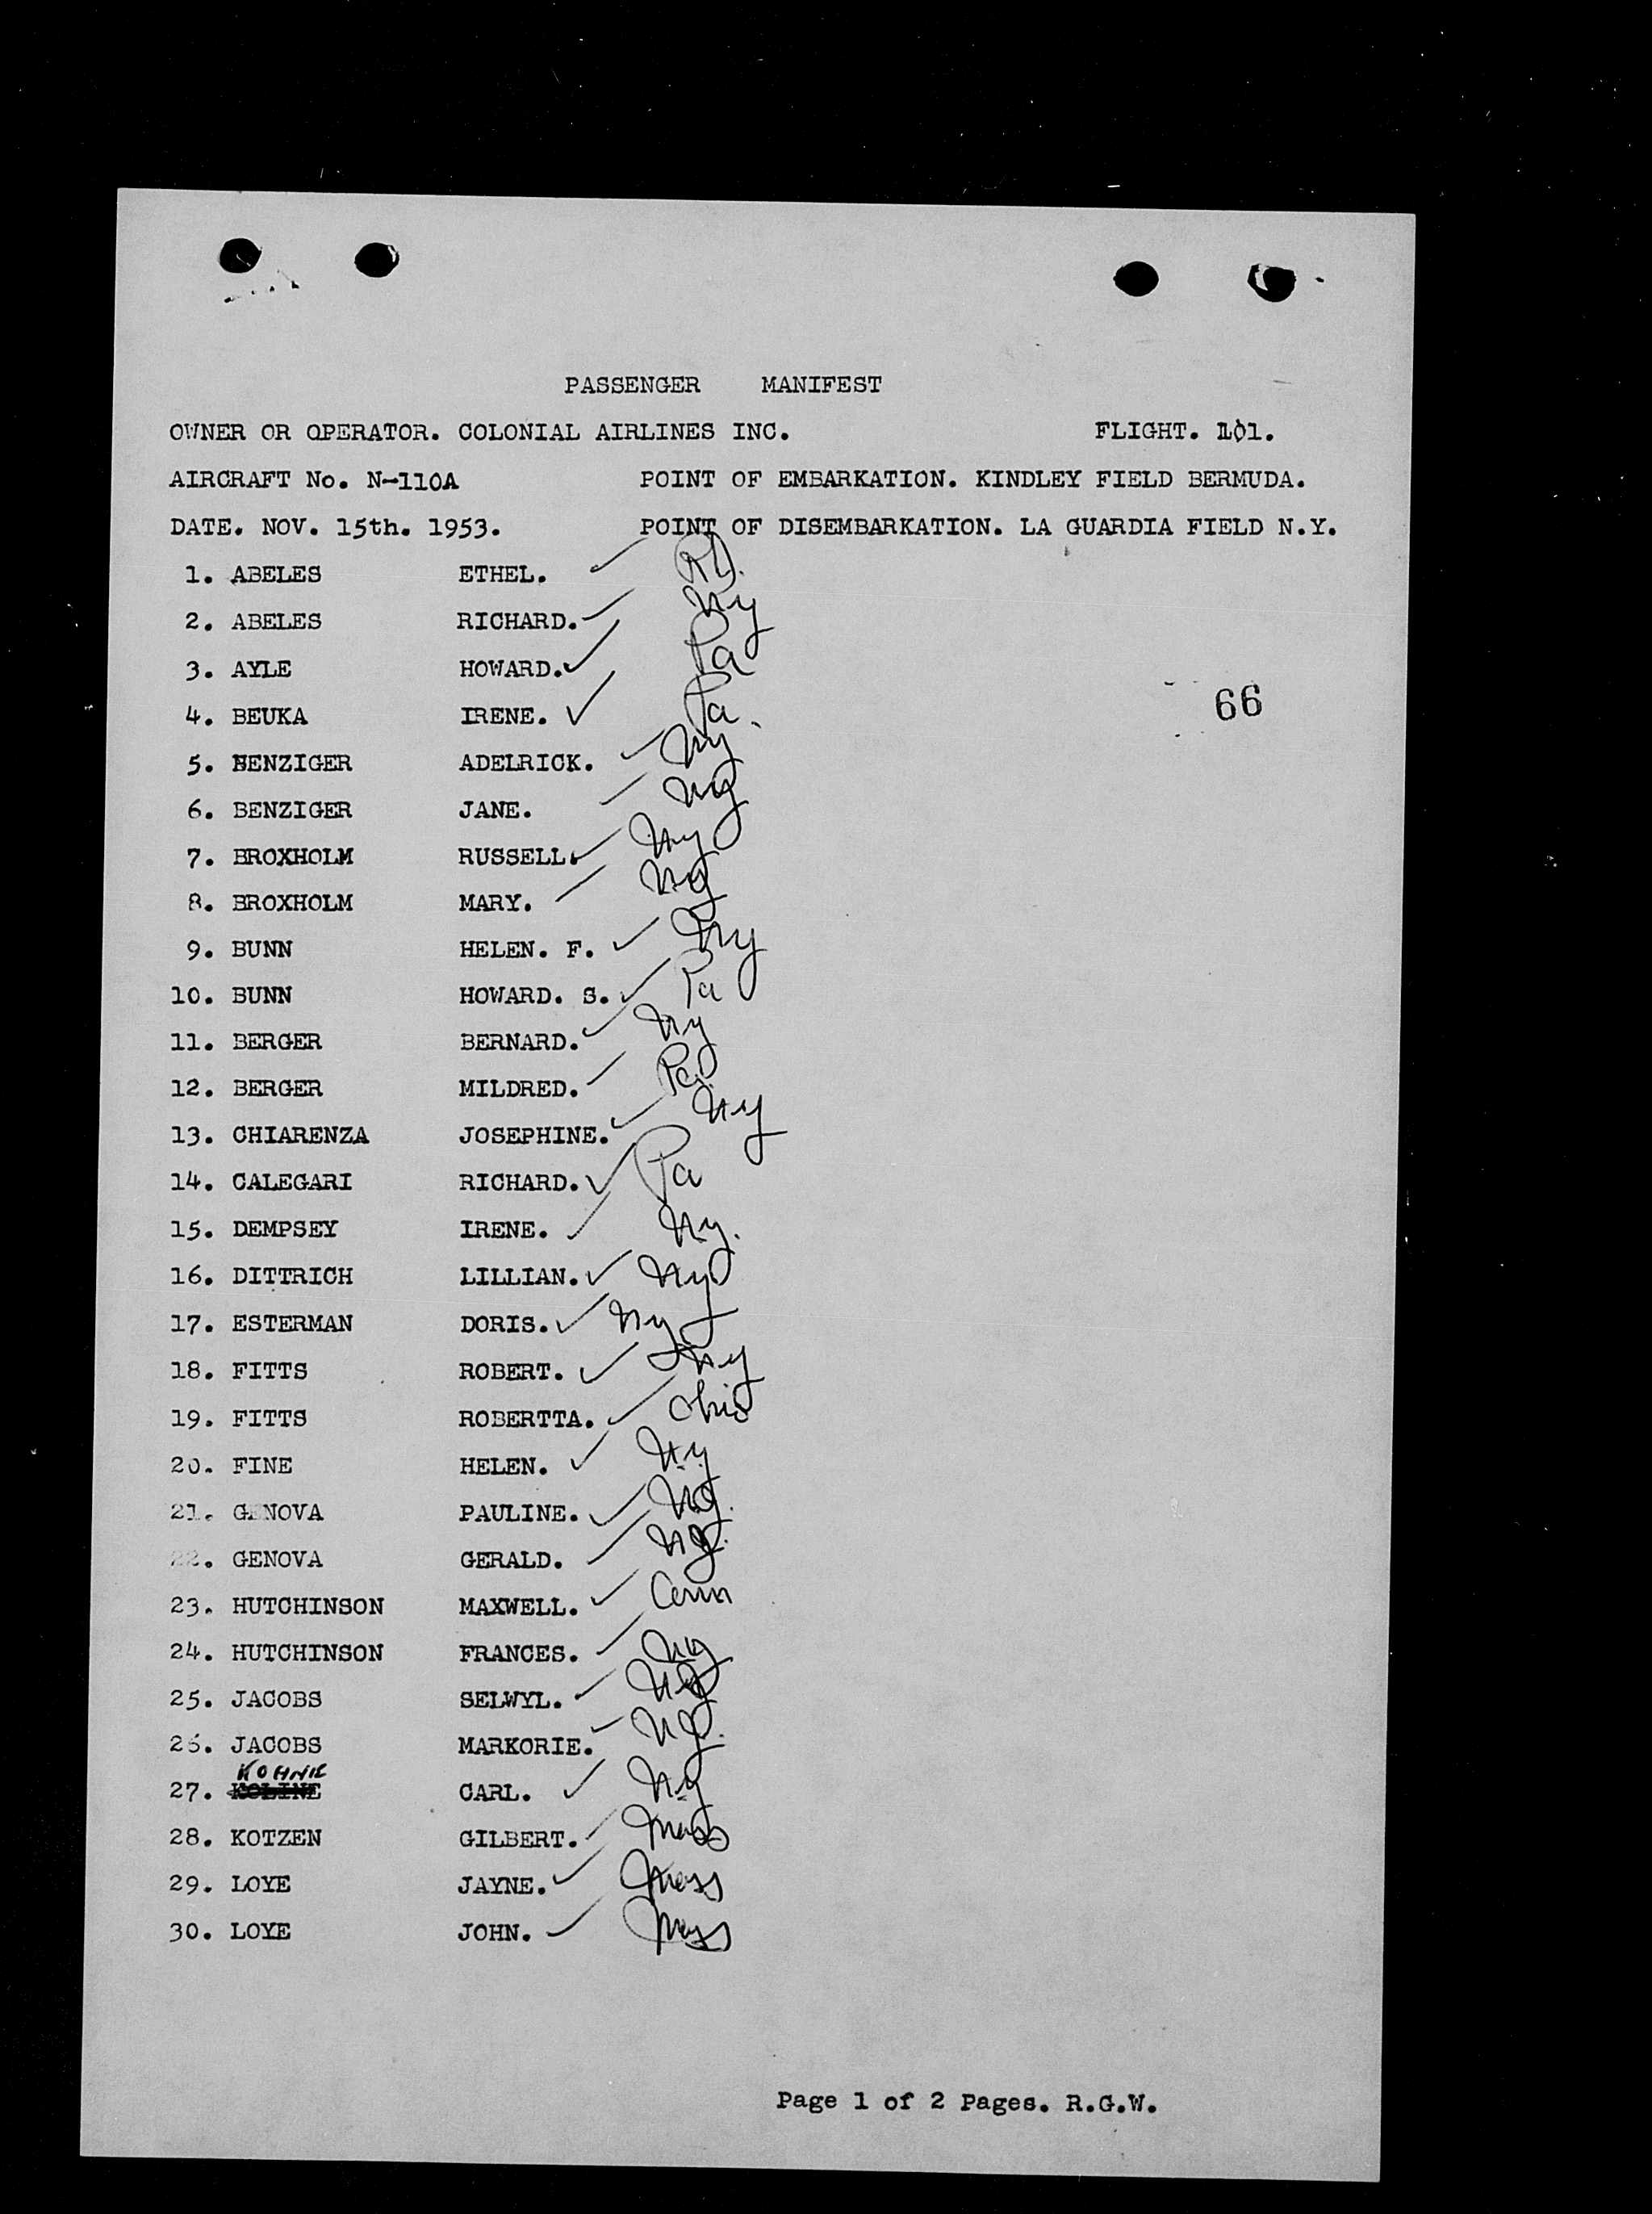 PASSENGER MANIFEST
OWNER OR OPERATOR. COLONIAL AIRLINES INC. FLIGHT. 101.
AIRCRAFT No. N-110A POINT OF EMBARKATION. KINDLEY FIELD BERMUDA.
DATE. NOV. 15th. 1953. POINT OF DISEMBARKATION. LA GUARDIA FIELD N.Y.
1. ABELES ETHEL. ✓
2. ABELES RICHARD. ✓ Ny
3. AYLE HOWARD. ✓ Pa
66
4. BEUKA IRENE. ✓ Pa.
5. BENZIGER ADELRICK. ✓ Ny
6. BENZIGER JANE. ✓ Ny
7. BROXHOLM RUSSELL. ✓ Ny
8. BROXHOLM MARY. ✓ Ny
9. BUNN HELEN. F. ✓ Ny
10. BUNN HOWARD. S. ✓ Pa
11. BERGER BERNARD. ✓ Ny
12. BERGER MILDRED. ✓ Pa.
13. CHIARENZA JOSEPHINE. ✓ Ny
14. CALEGARI RICHARD. ✓ Pa
15. DEMPSEY IRENE. ✓ Ny.
16. DITTRICH LILLIAN. ✓ Ny
17. ESTERMAN DORIS. ✓ Ny
18. FITTS ROBERT. ✓ Ny
19. FITTS ROBERTTA. ✓ Ohio
20. FINE HELEN. ✓ Ny
21. GENOVA PAULINE. ✓ Ny.
22. GENOVA GERALD. ✓ Ny.
23. HUTCHINSON MAXWELL. ✓ Conn
24. HUTCHINSON FRANCES. ✓ Ny
25. JACOBS SELWYL. ✓ Ny
26. JACOBS MARKORIE. ✓ Ny.
KOHNIE
27. KOLINE CARL. ✓ Ny
28. KOTZEN GILBERT. ✓ Mass
29. LOYE JAYNE. ✓ Mass
30. LOYE JOHN. ✓ Mass
Page 1 of 2 Pages. R.G.W.